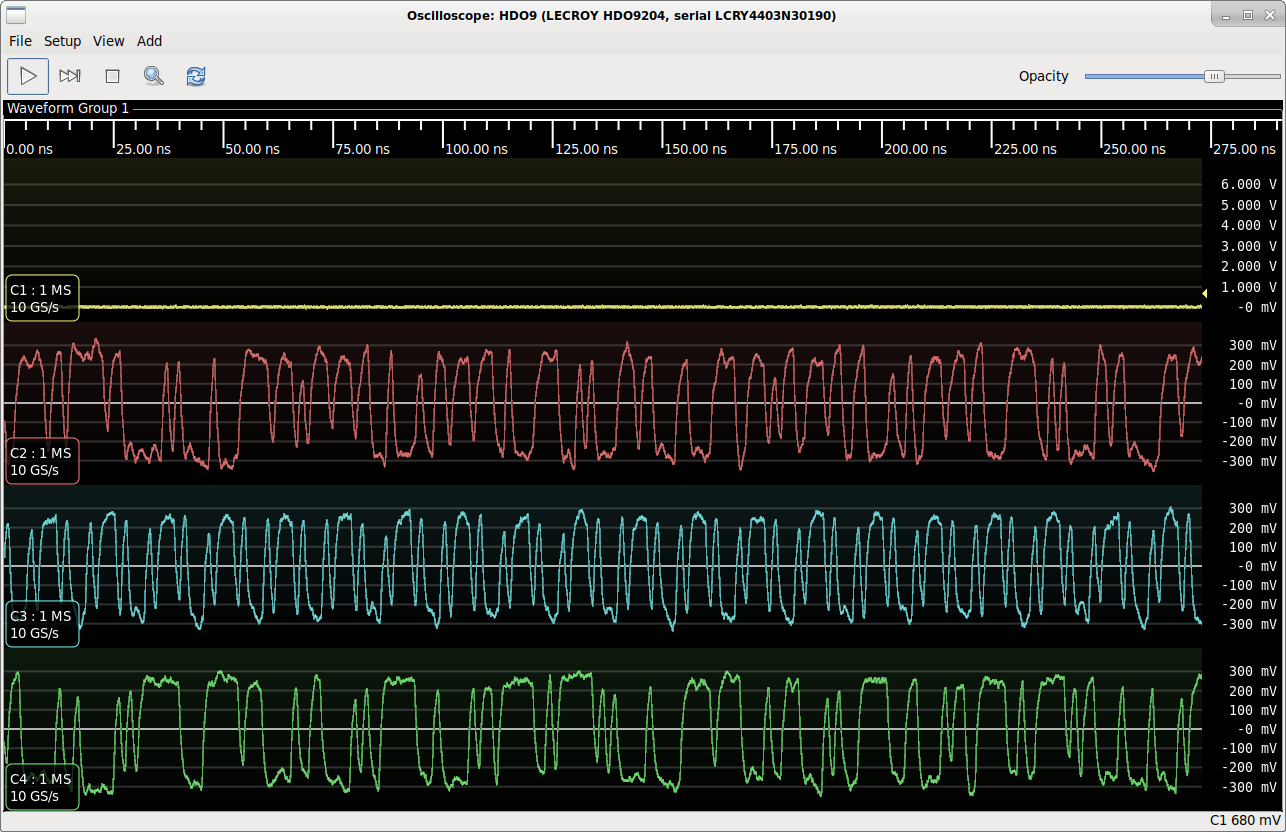 Oscilloscope: HDO9 (LECROY HDO9204, serial LCRY4403N30190)
File Setup View Add
Opacity
Waveform Group 1
0.00 ns 25.00 ns 50.00 ns 75.00 ns 100.00 ns 125.00 ns 150.00 ns 175.00 ns 200.00 ns 225.00 ns 250.00 ns 275.00 ns
6.000 V
5.000 V
4.000 V
3.000 V
2.000 V
1.000 V
-0 mV
C1 : 1 MS
10 GS/s
300 mV
200 mV
100 mV
-0 mV
-100 mV
-200 mV
-300 mV
C2 : 1 MS
10 GS/s
300 mV
200 mV
100 mV
-0 mV
-100 mV
-200 mV
-300 mV
C3 : 1 MS
10 GS/s
300 mV
200 mV
100 mV
-0 mV
-100 mV
-200 mV
-300 mV
C4 : 1 MS
10 GS/s
C1 680 mV